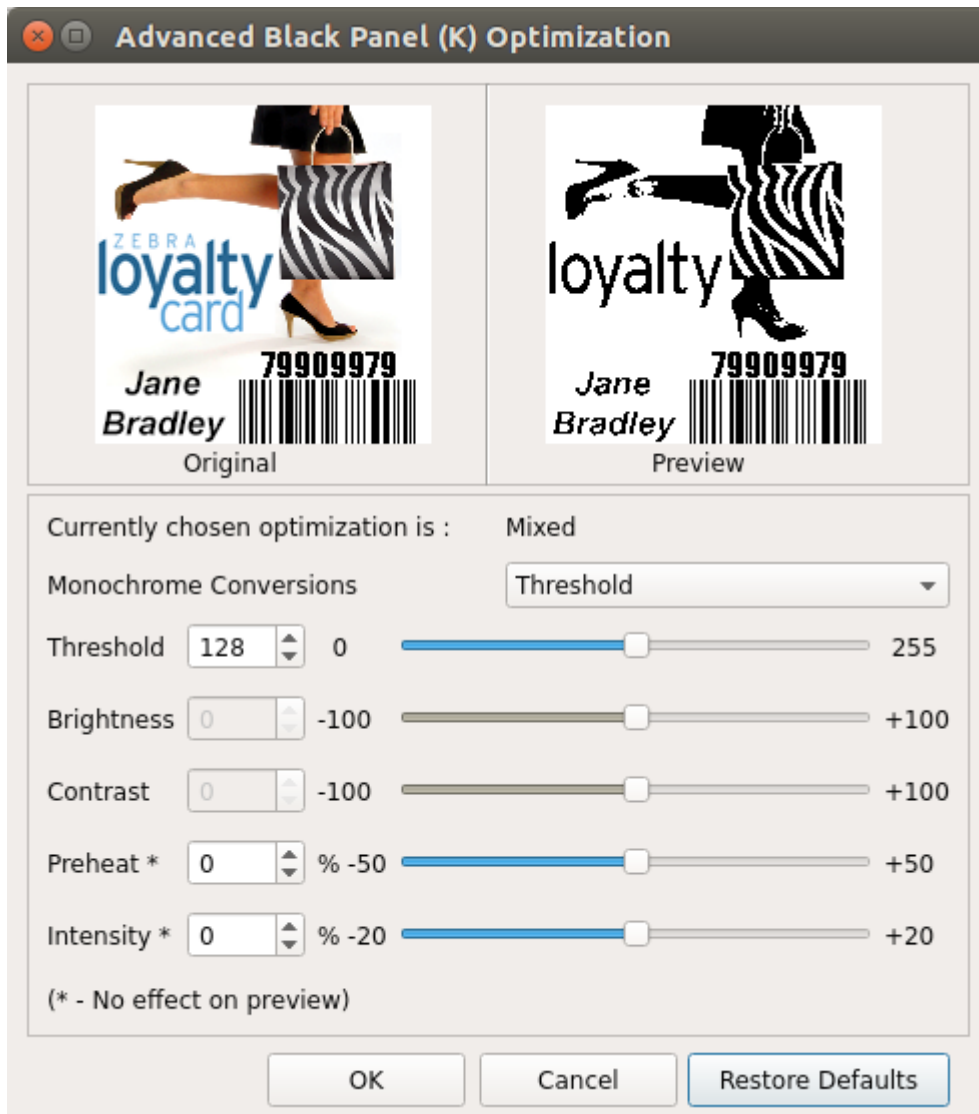 Advanced Black Panel (K) Optimization
ZEBRA
loyalty
card
79909979
Jane
Bradley
Original
loyalty
79909979
Jane
Bradley
Preview
Currently chosen optimization is : Mixed
Monochrome Conversions Threshold
Threshold 128 0 255
Brightness 0 -100 +100
Contrast 0 -100 +100
Preheat * 0 % -50 +50
Intensity * 0 % -20 +20
(* - No effect on preview)
OK Cancel Restore Defaults